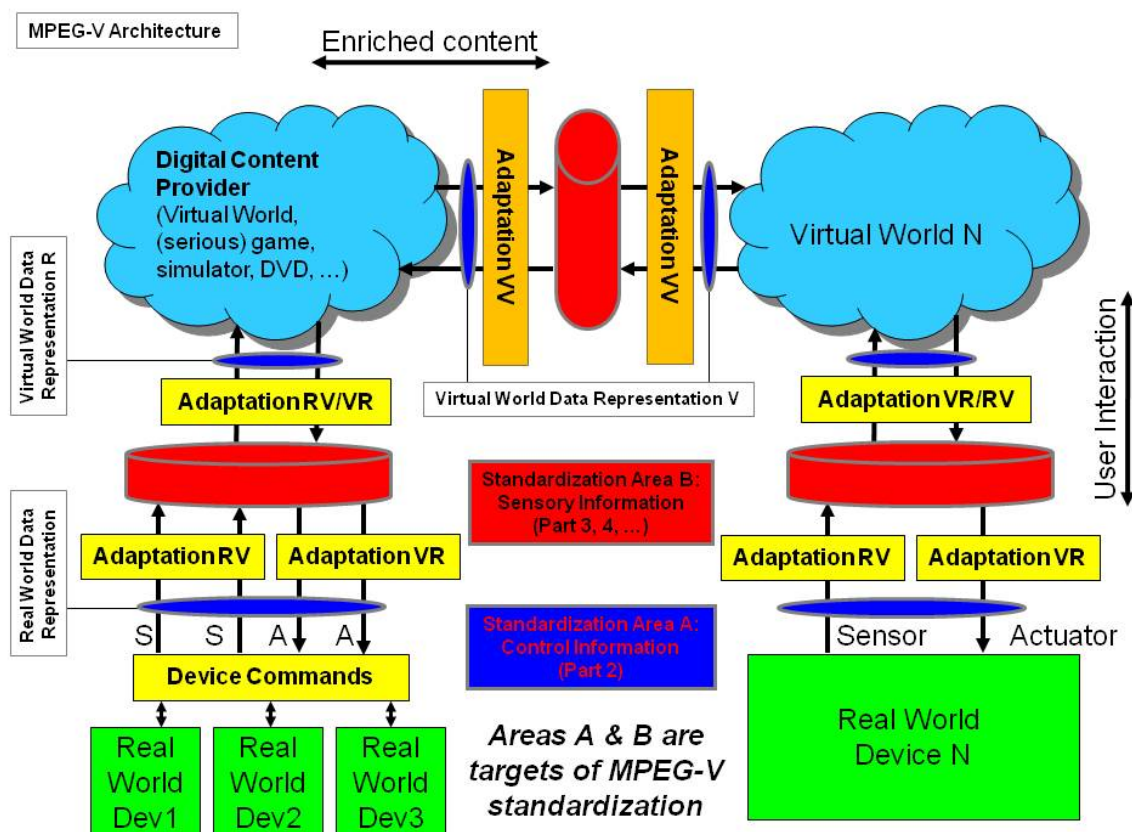 MPEG-V Architecture
Enriched content
Digital Content
Provider
(Virtual World,
(serious) game,
simulator, DVD, …)
Adaptation VV
Adaptation VV
Virtual World N
Virtual World Data
Representation R
Adaptation RV/VR
Virtual World Data Representation V
Adaptation VR/RV
User Interaction
Standardization Area B:
Sensory Information
(Part 3, 4, …)
Real World Data
Representation
Adaptation RV
Adaptation VR
Adaptation RV
Adaptation VR
S
S
A
A
Standardization Area A:
Control Information
(Part 2)
Sensor
Actuator
Device Commands
Real
World
Dev1
Real
World
Dev2
Real
World
Dev3
Areas A & B are
targets of MPEG-V
standardization
Real World
Device N